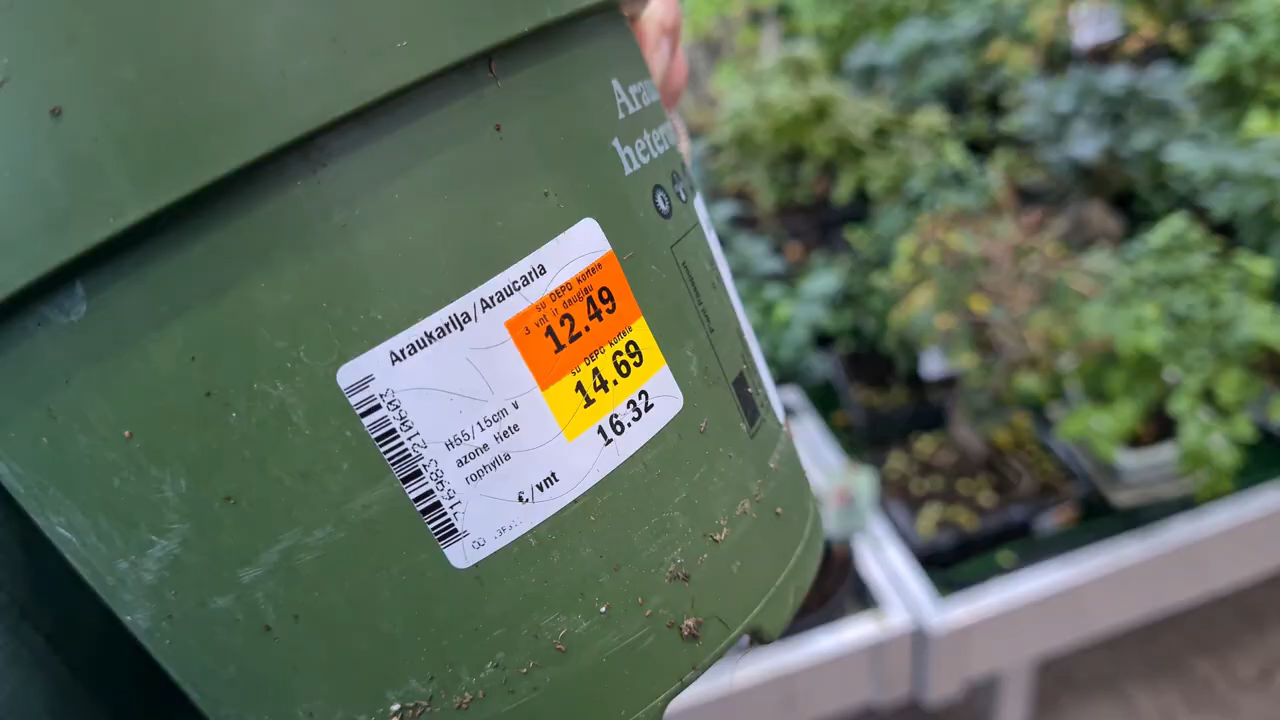 Arau
heter
Araukarija/Araucaria
su DEPO kortele
3 vnt ir daugiau
12.49
su DEPO kortele
14.69
16.32
H55/15cm v
azone Hete
rophylla
€/vnt